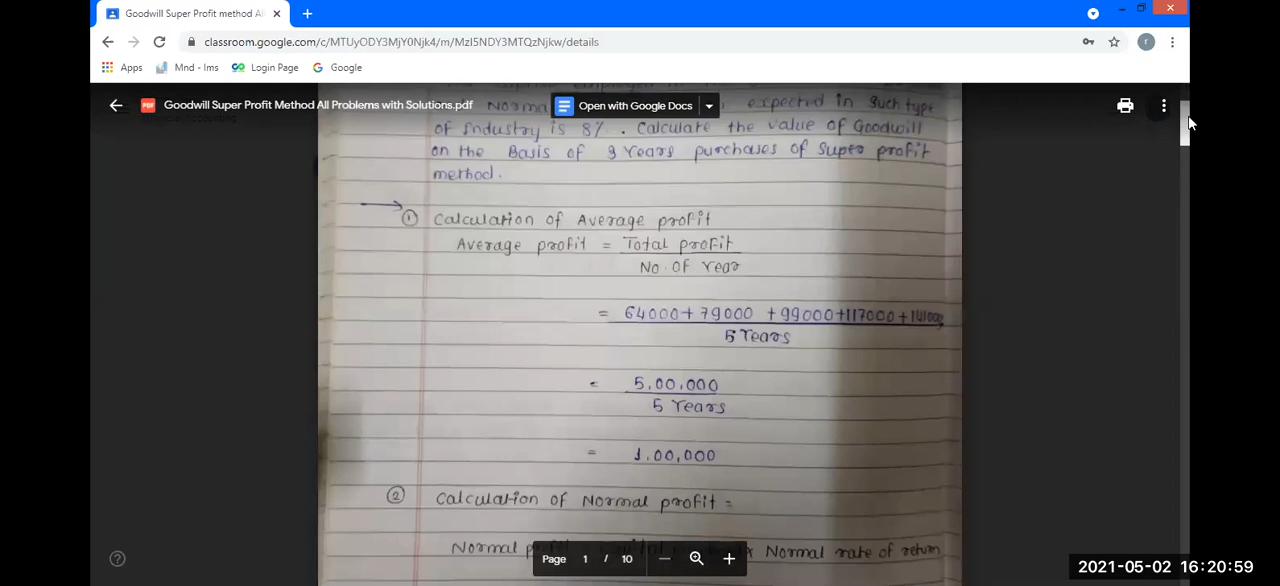 Goodwill Super Profit method Al
classroom.google.com/c/MTUyODY3MjY0Njk4/m/MzI5NDY3MTQzNjkw/details
Apps Mnd - Ims Login Page Google
Goodwill Super Profit Method All Problems with Solutions.pdf
Open with Google Docs
expected in Such type
of industry is 8% . Calculate the value of Goodwill
on the Basis of 3 Years purchases of Super profit
method.
① Calculation of Average profit
Average profit = Total profit
No. of Year
= 64000+ 79000 +99000+117000+141000
5 Years
= 5,00,000
5 Years
= 1,00,000
② Calculation of Normal profit =
Normal x Normal rate of return
Page 1 / 10
2021-05-02 16:20:59